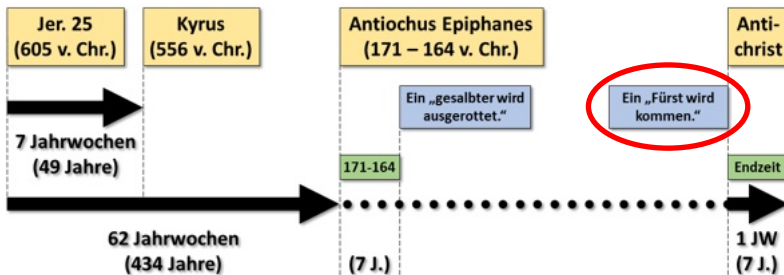 Jer. 25
(605 v. Chr.)
Kyrus
(556 v. Chr.)
Antiochus Epiphanes
(171 – 164 v. Chr.)
Anti-
christ
Ein „gesalbter wird
ausgerottet.“
Ein „Fürst wird
kommen.“
7 Jahrwochen
(49 Jahre)
171-164
Endzeit
62 Jahrwochen
(434 Jahre)
(7 J.)
1 JW
(7 J.)